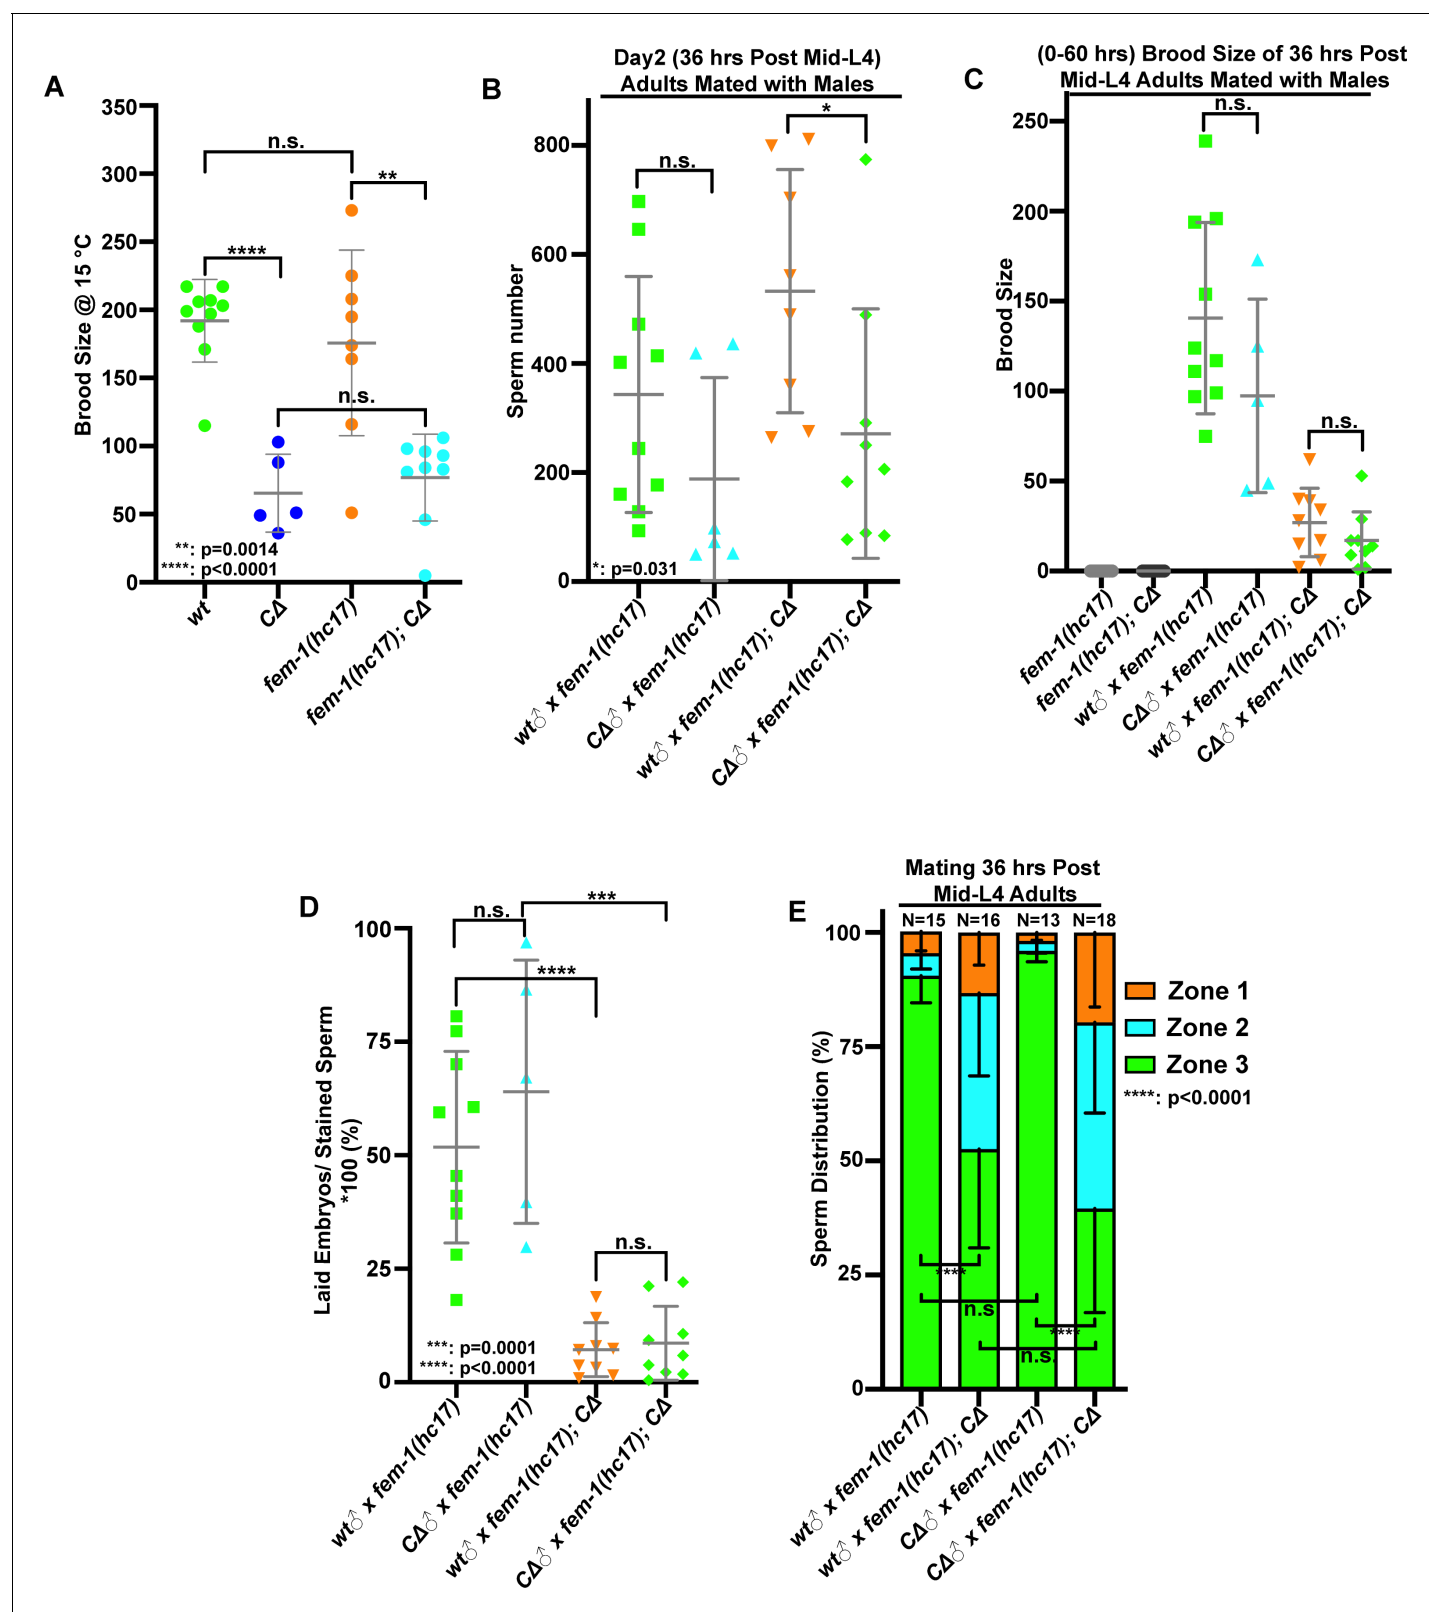 A
Brood Size @ 15 °C
350
300
250
200
150
100
50
0
n.s.
**
****
n.s.
**: p=0.0014
****: p<0.0001
wt
CΔ
fem-1(hc17)
fem-1(hc17); CΔ
B
Day2 (36 hrs Post Mid-L4)
Adults Mated with Males
Sperm number
800
600
400
200
0
n.s.
*
*: p=0.031
wt♂ x fem-1(hc17)
CΔ♂ x fem-1(hc17)
wt♂ x fem-1(hc17); CΔ
CΔ♂ x fem-1(hc17); CΔ
C
(0-60 hrs) Brood Size of 36 hrs Post
Mid-L4 Adults Mated with Males
Brood Size
250
200
150
100
50
0
n.s.
n.s.
fem-1(hc17)
fem-1(hc17); CΔ
wt♂ x fem-1(hc17)
CΔ♂ x fem-1(hc17)
wt♂ x fem-1(hc17); CΔ
CΔ♂ x fem-1(hc17); CΔ
D
Laid Embryos/ Stained Sperm
*100 (%)
100
75
50
25
0
n.s.
***
****
n.s.
***: p=0.0001
****: p<0.0001
wt♂ x fem-1(hc17)
CΔ♂ x fem-1(hc17)
wt♂ x fem-1(hc17); CΔ
CΔ♂ x fem-1(hc17); CΔ
E
Mating 36 hrs Post
Mid-L4 Adults
N=15 N=16 N=13 N=18
Sperm Distribution (%)
100
75
50
25
0
****
n.s
****
n.s.
Zone 1
Zone 2
Zone 3
****: p<0.0001
wt♂ x fem-1(hc17)
wt♂ x fem-1(hc17); CΔ
CΔ♂ x fem-1(hc17)
CΔ♂ x fem-1(hc17); CΔ